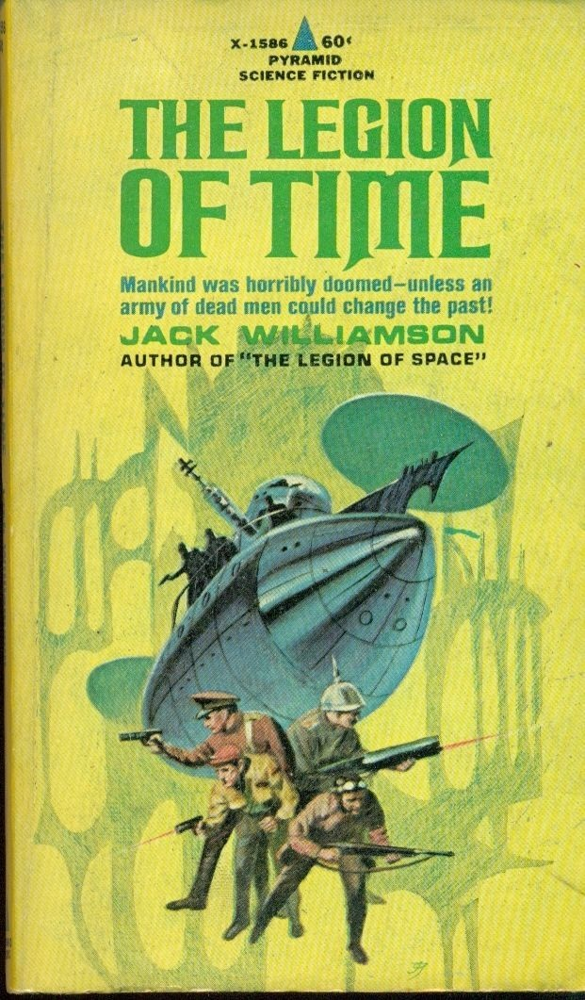 X-1586 60¢
PYRAMID
SCIENCE FICTION
THE LEGION
OF TIME
Mankind was horribly doomed—unless an
army of dead men could change the past!
JACK WILLIAMSON
AUTHOR OF "THE LEGION OF SPACE"